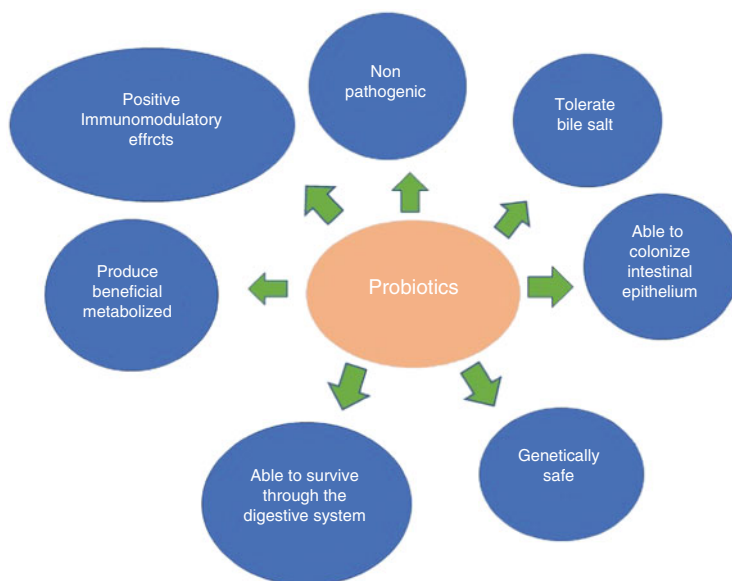 Non
pathogenic
Positive
Immunomodulatory
effrcts
Tolerate
bile salt
Able to
colonize
intestinal
epithelium
Produce
beneficial
metabolized
Probiotics
Genetically
safe
Able to survive
through the
digestive system